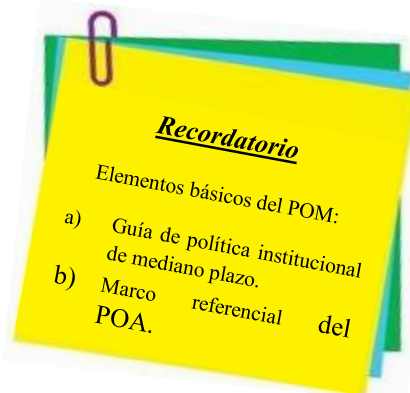 Recordatorio
Elementos básicos del POM:
a) Guía de política institucional
de mediano plazo.
b) Marco referencial del
POA.